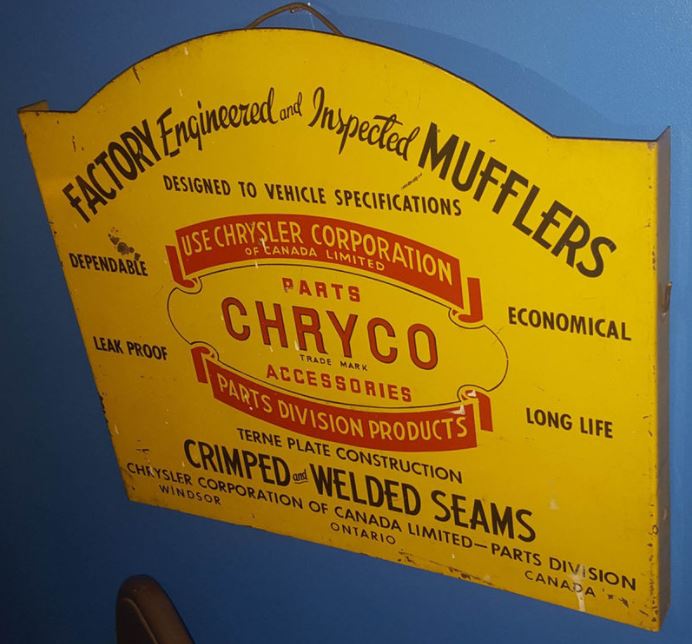 FACTORY Engineered and Inspected MUFFLERS
DESIGNED TO VEHICLE SPECIFICATIONS
DEPENDABLE
LEAK PROOF
USE CHRYSLER CORPORATION
OF CANADA LIMITED
PARTS
CHRYCO
TRADE MARK
ACCESSORIES
PARTS DIVISION PRODUCTS
ECONOMICAL
LONG LIFE
TERNE PLATE CONSTRUCTION
CRIMPED and WELDED SEAMS
CHRYSLER CORPORATION OF CANADA LIMITED—PARTS DIVISION
WINDSOR ONTARIO CANADA